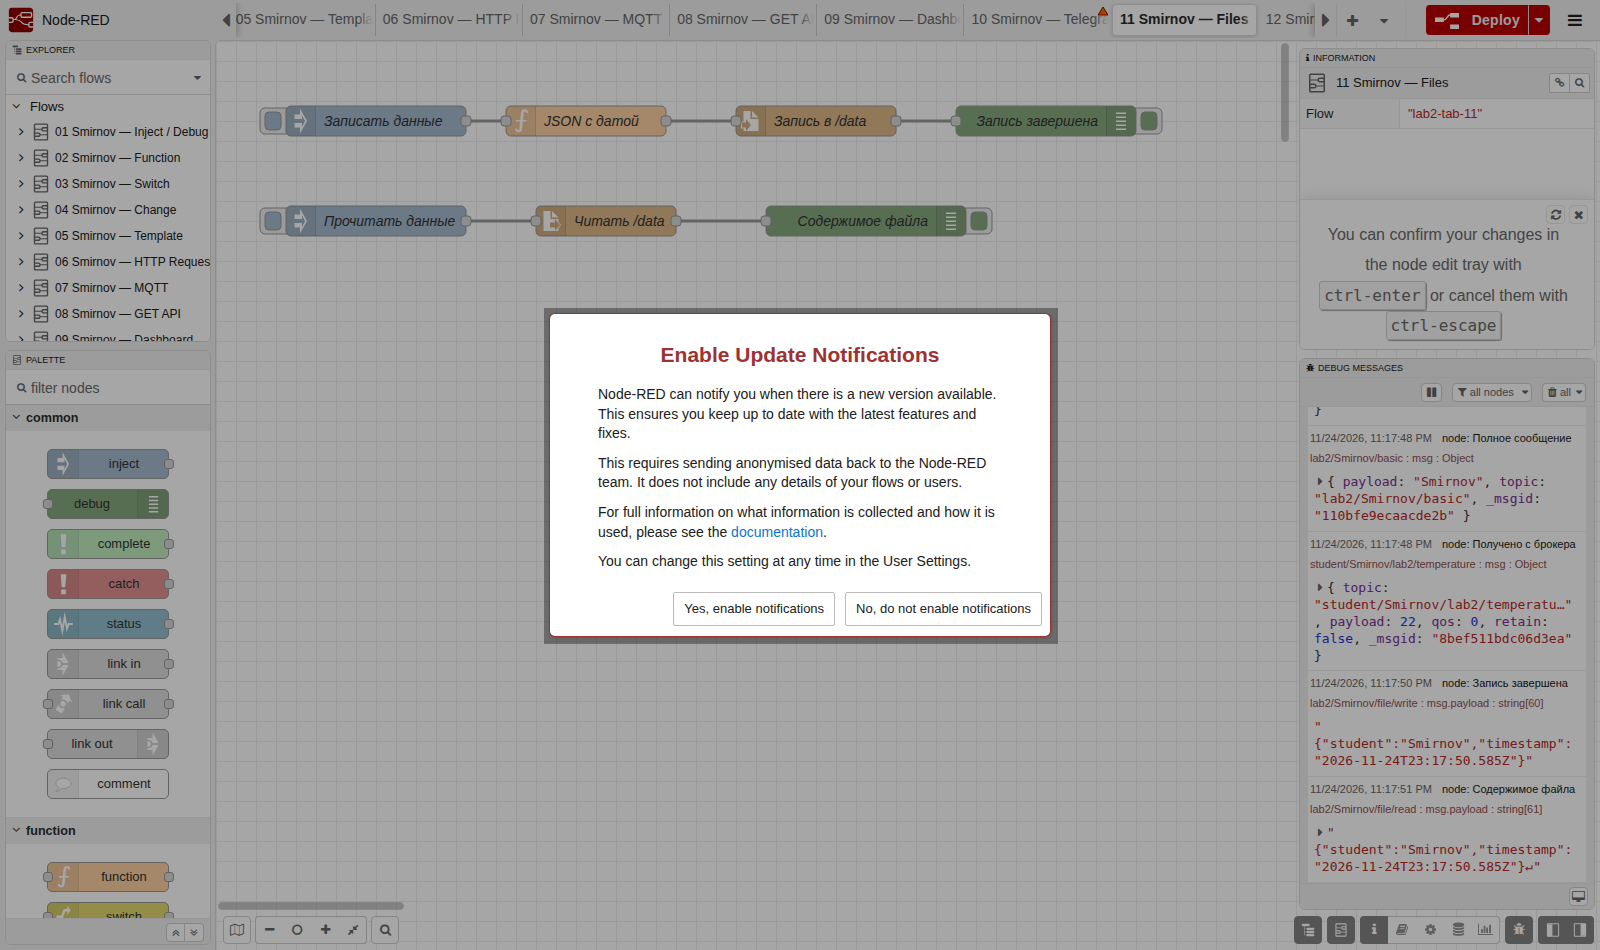 Node-RED
05 Smirnov — Templa
06 Smirnov — HTTP
07 Smirnov — MQTT
08 Smirnov — GET A
09 Smirnov — Dashb
10 Smirnov — Telegr
11 Smirnov — Files
12 Smir
Deploy
EXPLORER
Search flows
Flows
01 Smirnov — Inject / Debug
02 Smirnov — Function
03 Smirnov — Switch
04 Smirnov — Change
05 Smirnov — Template
06 Smirnov — HTTP Reques
07 Smirnov — MQTT
08 Smirnov — GET API
09 Smirnov — Dashboard
PALETTE
filter nodes
common
inject
debug
complete
catch
status
link in
link call
link out
comment
function
function
switch
Записать данные
JSON с датой
Запись в /data
Запись завершена
Прочитать данные
Читать /data
Содержимое файла
Enable Update Notifications
Node-RED can notify you when there is a new version available.
This ensures you keep up to date with the latest features and
fixes.
This requires sending anonymised data back to the Node-RED
team. It does not include any details of your flows or users.
For full information on what information is collected and how it is
used, please see the documentation.
You can change this setting at any time in the User Settings.
Yes, enable notifications
No, do not enable notifications
INFORMATION
11 Smirnov — Files
Flow
"lab2-tab-11"
You can confirm your changes in
the node edit tray with
ctrl-enter or cancel them with
ctrl-escape
DEBUG MESSAGES
all nodes
all
}
11/24/2026, 11:17:48 PM node: Полное сообщение
lab2/Smirnov/basic : msg : Object
{ payload: "Smirnov", topic:
"lab2/Smirnov/basic", _msgid:
"110bfe9ecaacde2b" }
11/24/2026, 11:17:48 PM node: Получено с брокера
student/Smirnov/lab2/temperature : msg : Object
{ topic:
"student/Smirnov/lab2/temperatu…"
, payload: 22, qos: 0, retain:
false, _msgid: "8bef511bdc06d3ea"
}
11/24/2026, 11:17:50 PM node: Запись завершена
lab2/Smirnov/file/write : msg.payload : string[60]
"
{"student":"Smirnov","timestamp":
"2026-11-24T23:17:50.585Z"}"
11/24/2026, 11:17:51 PM node: Содержимое файла
lab2/Smirnov/file/read : msg.payload : string[61]
"
{"student":"Smirnov","timestamp":
"2026-11-24T23:17:50.585Z"}↵"